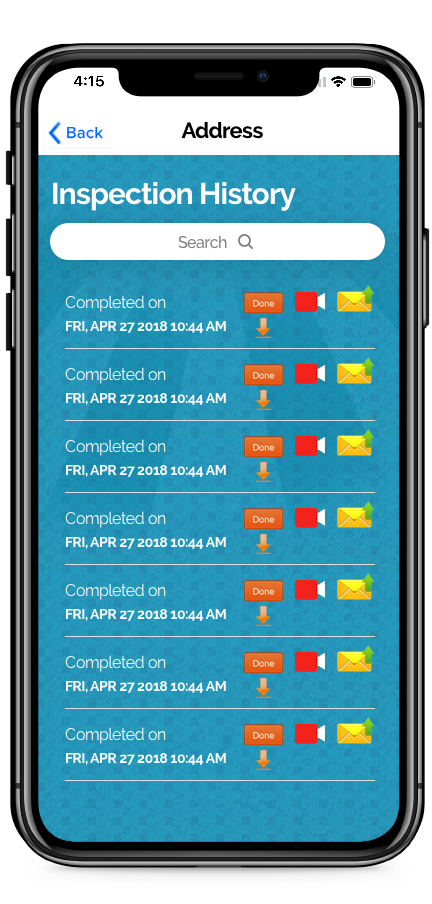 4:15
Back
Address
Inspection History
Search
Completed on
Done
FRI, APR 27 2018 10:44 AM
Completed on
Done
FRI, APR 27 2018 10:44 AM
Completed on
Done
FRI, APR 27 2018 10:44 AM
Completed on
Done
FRI, APR 27 2018 10:44 AM
Completed on
Done
FRI, APR 27 2018 10:44 AM
Completed on
Done
FRI, APR 27 2018 10:44 AM
Completed on
Done
FRI, APR 27 2018 10:44 AM